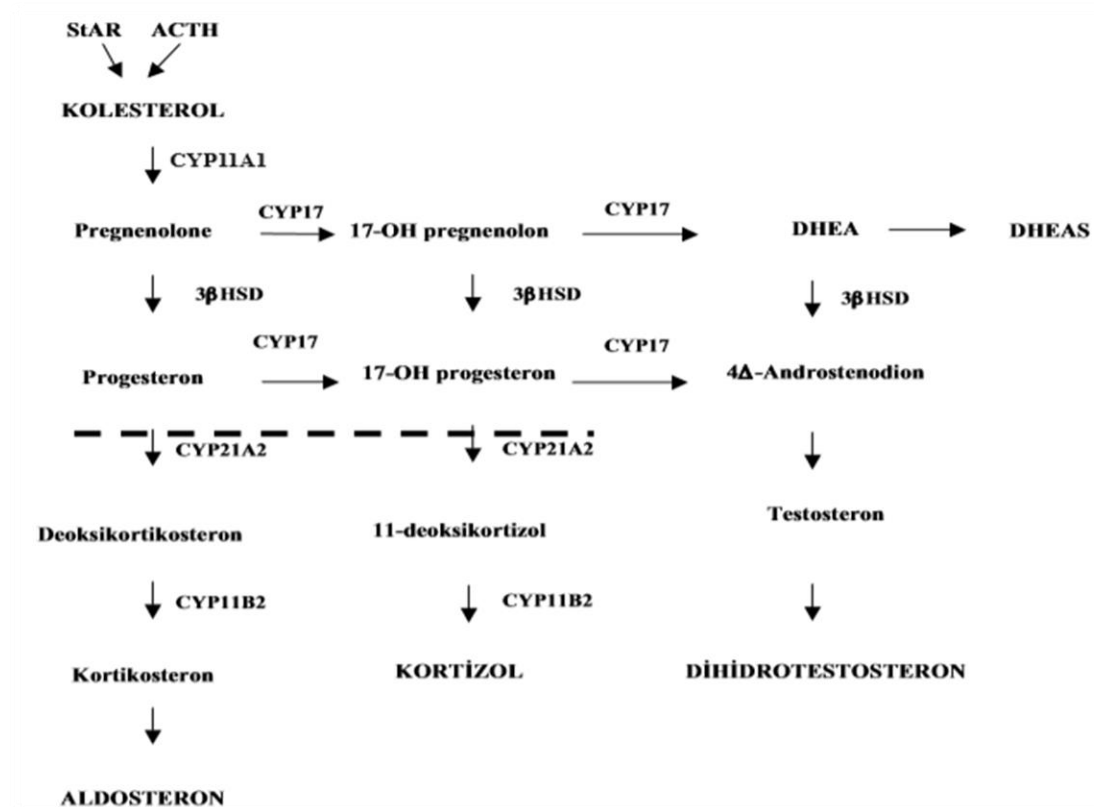 StAR ACTH
KOLESTEROL
CYP11A1
CYP17 CYP17
Pregnenolone 17-OH pregnenolon DHEA DHEAS
3βHSD 3βHSD 3βHSD
CYP17 CYP17
Progesteron 17-OH progesteron 4Δ-Androstenodion
CYP21A2 CYP21A2
Deoksikortikosteron 11-deoksikortizol Testosteron
CYP11B2 CYP11B2
Kortikosteron KORTİZOL DİHİDROTESTOSTERON
ALDOSTERON